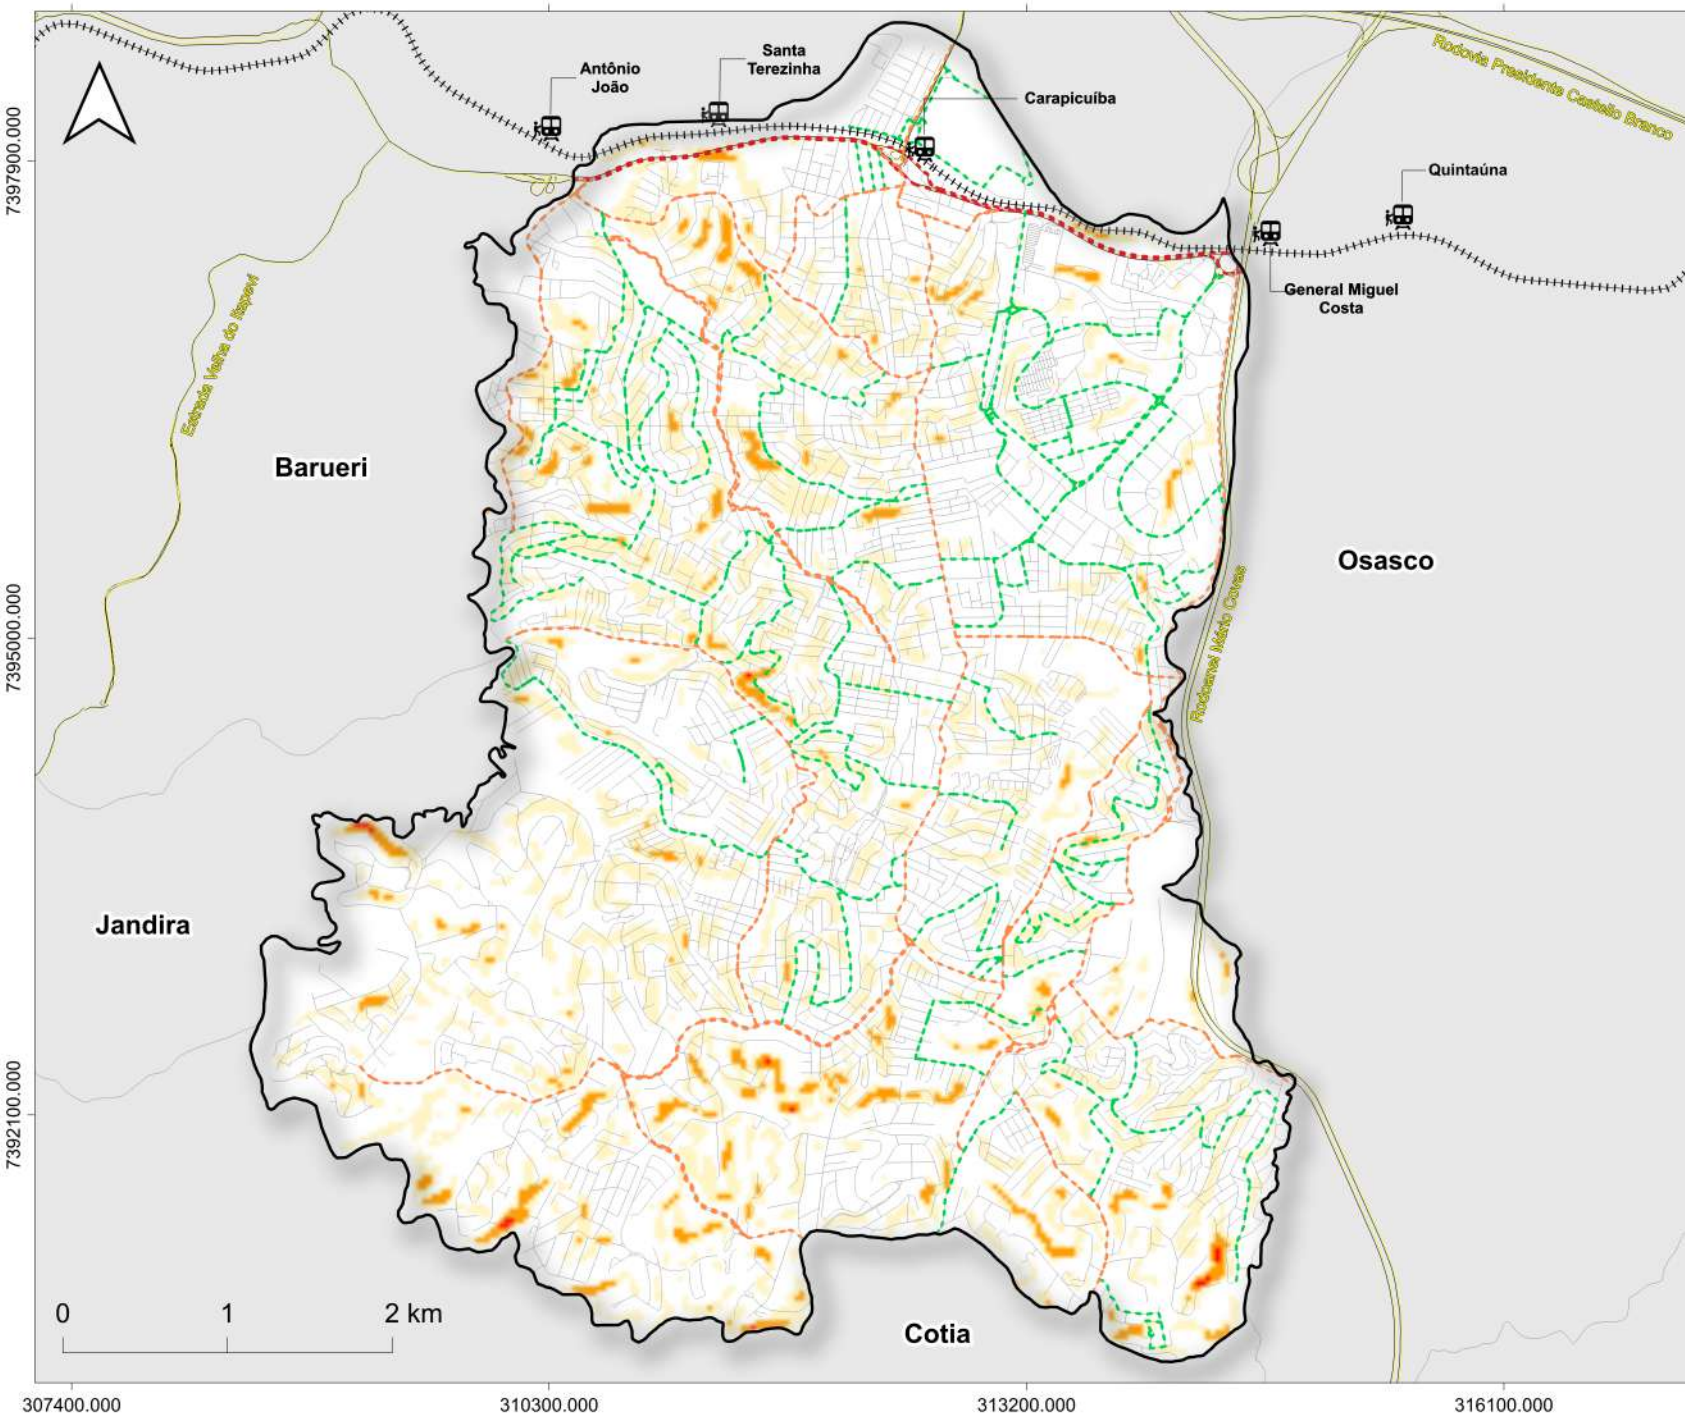 Rodovia Presidente Castello Branco
Santa
Terezinha
Antônio
João
Carapicuíba
Quintaúna
General Miguel
Costa
Estrada Velha do Itapevi
Barueri
Osasco
Rodoanel Mário Covas
Jandira
Cotia
0 1 2 km
7397900.000
7395000.000
7392100.000
307400.000 310300.000 313200.000 316100.000